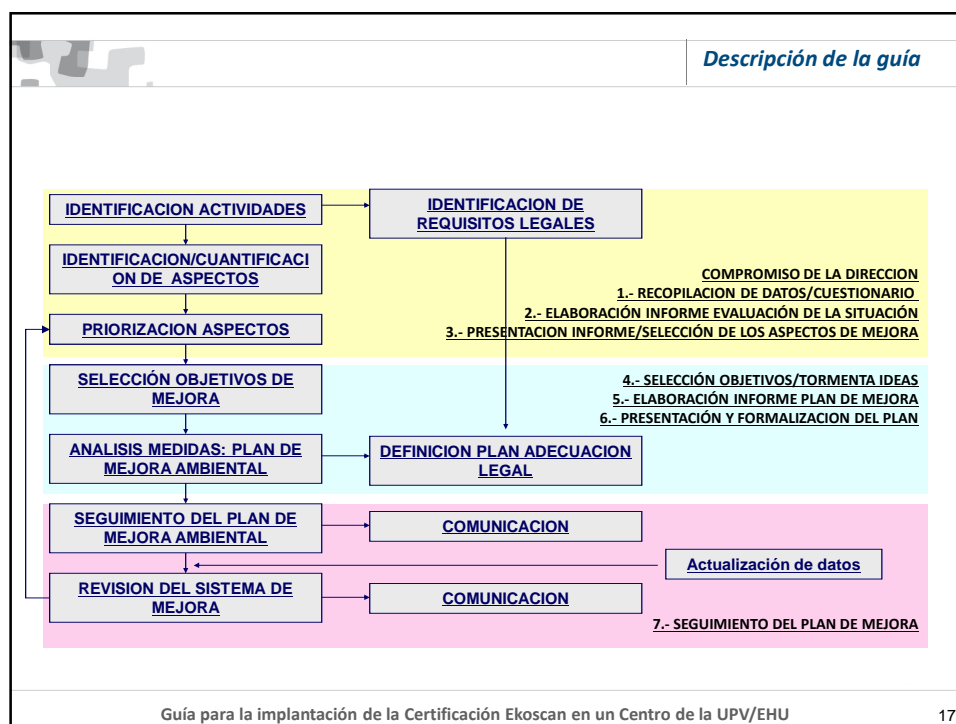 Descripción de la guía
IDENTIFICACION ACTIVIDADES
IDENTIFICACION DE
REQUISITOS LEGALES
IDENTIFICACION/CUANTIFICACI
ON DE ASPECTOS
PRIORIZACION ASPECTOS
COMPROMISO DE LA DIRECCION
1.- RECOPILACION DE DATOS/CUESTIONARIO
2.- ELABORACIÓN INFORME EVALUACIÓN DE LA SITUACIÓN
3.- PRESENTACION INFORME/SELECCIÓN DE LOS ASPECTOS DE MEJORA
SELECCIÓN OBJETIVOS DE
MEJORA
4.- SELECCIÓN OBJETIVOS/TORMENTA IDEAS
5.- ELABORACIÓN INFORME PLAN DE MEJORA
6.- PRESENTACIÓN Y FORMALIZACION DEL PLAN
ANALISIS MEDIDAS: PLAN DE
MEJORA AMBIENTAL
DEFINICION PLAN ADECUACION
LEGAL
SEGUIMIENTO DEL PLAN DE
MEJORA AMBIENTAL
COMUNICACION
Actualización de datos
REVISION DEL SISTEMA DE
MEJORA
COMUNICACION
7.- SEGUIMIENTO DEL PLAN DE MEJORA
Guía para la implantación de la Certificación Ekoscan en un Centro de la UPV/EHU
17